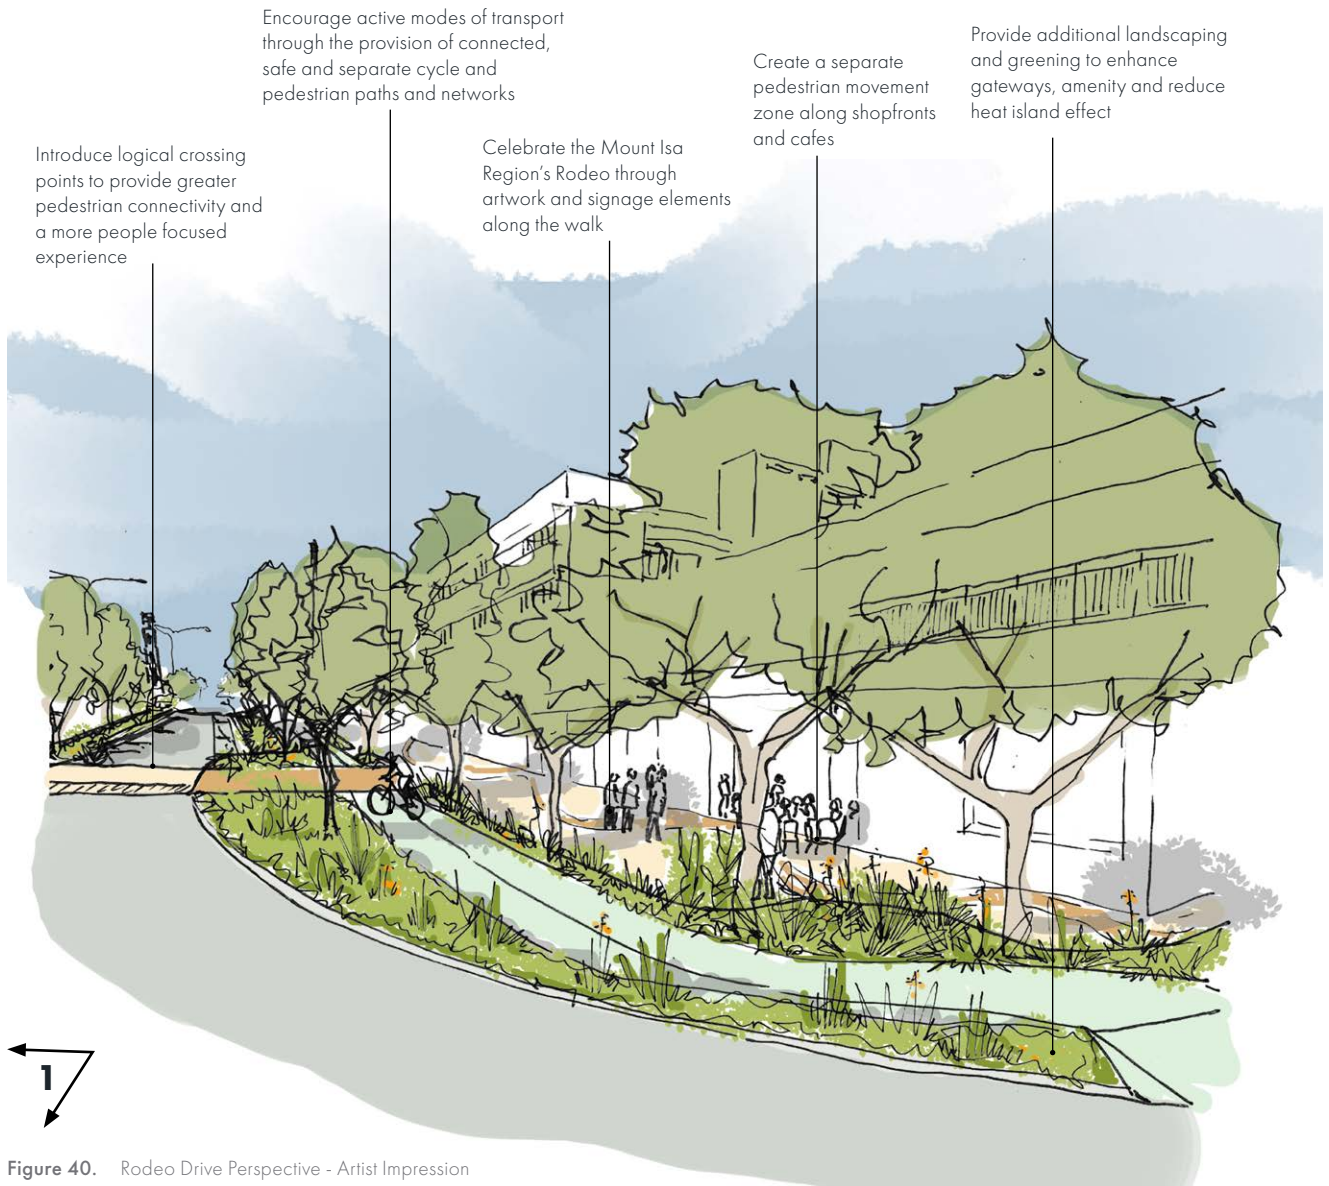 Encourage active modes of transport
through the provision of connected,
safe and separate cycle and
pedestrian paths and networks
Provide additional landscaping
and greening to enhance
gateways, amenity and reduce
heat island effect
Create a separate
pedestrian movement
zone along shopfronts
and cafes
Introduce logical crossing
points to provide greater
pedestrian connectivity and
a more people focused
experience
Celebrate the Mount Isa
Region's Rodeo through
artwork and signage elements
along the walk
1
Figure 40. Rodeo Drive Perspective - Artist Impression